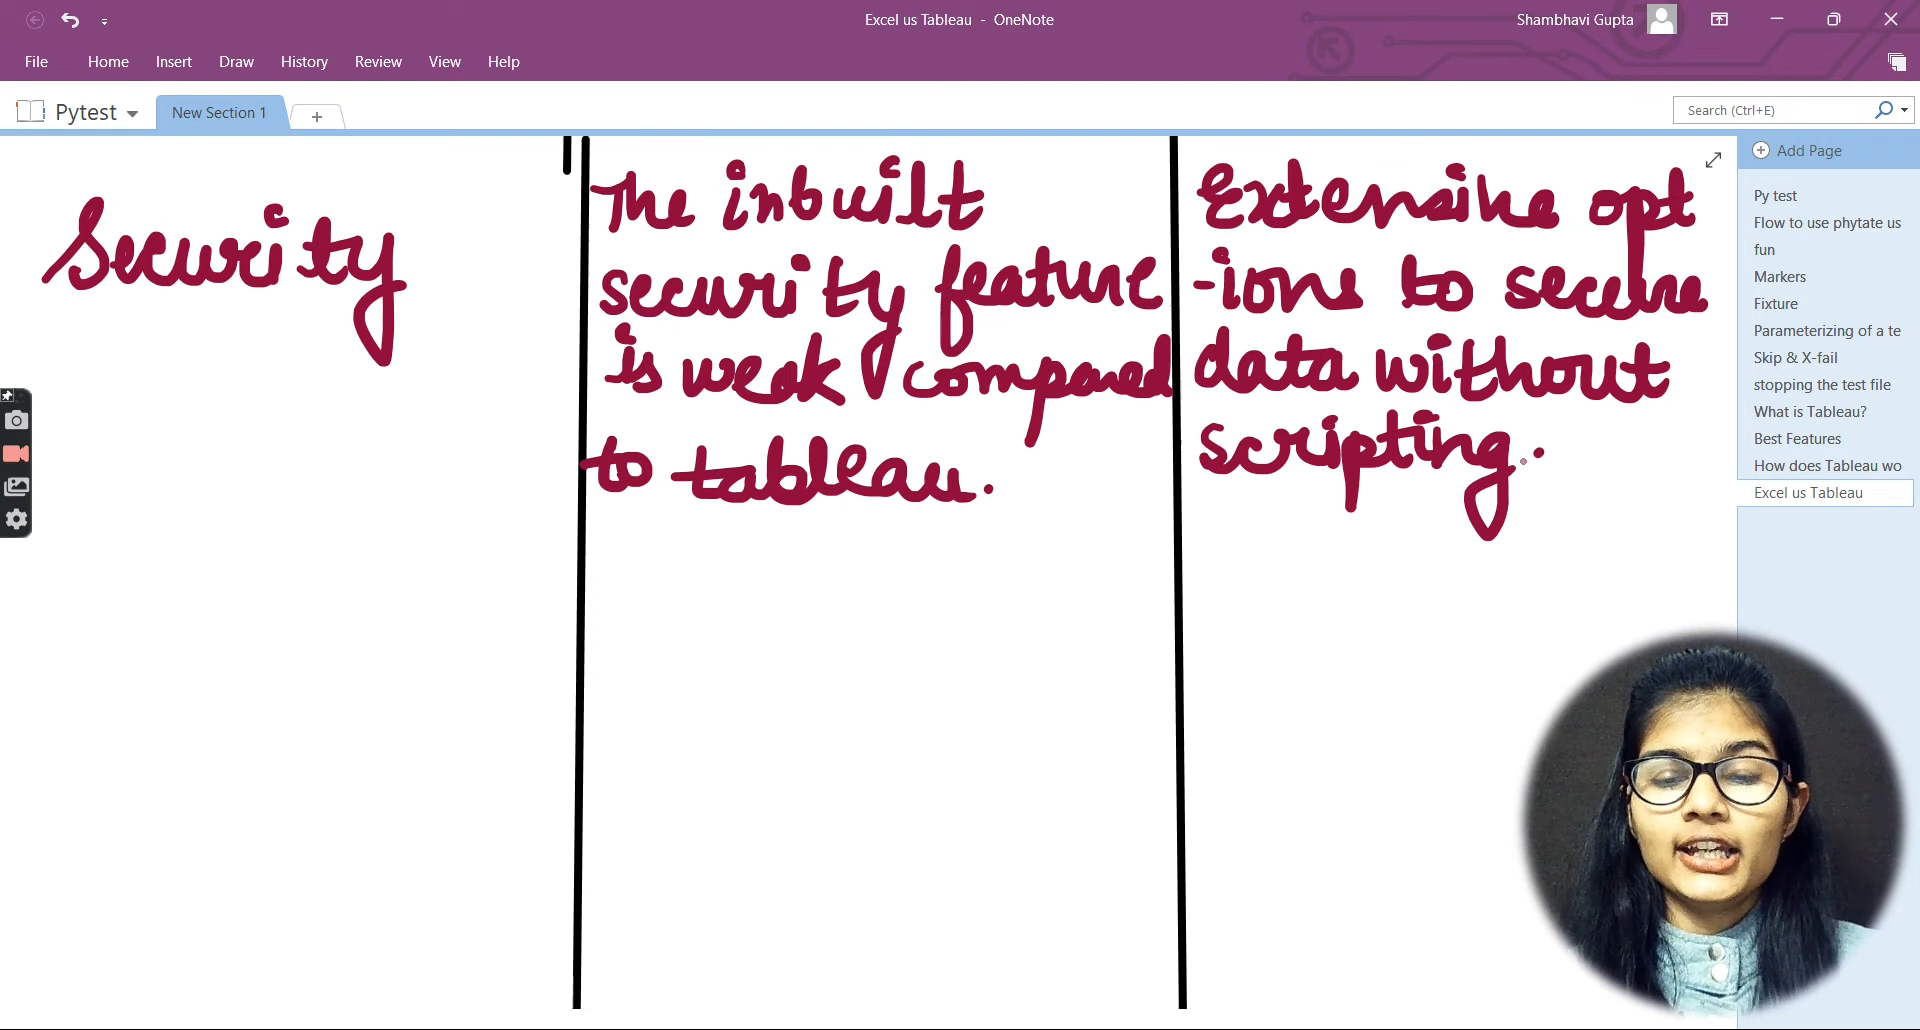 Excel us Tableau - OneNote
Shambhavi Gupta
File Home Insert Draw History Review View Help
Pytest
New Section 1
+
Search (Ctrl+E)
Add Page
Py test
Flow to use phytate us
fun
Markers
Fixture
Parameterizing of a te
Skip & X-fail
stopping the test file
What is Tableau?
Best Features
How does Tableau wo
Excel us Tableau
Security
The inbuilt
security feature
is weak compared
to tableau.
Extensive opt
-ions to secure
data without
scripting.